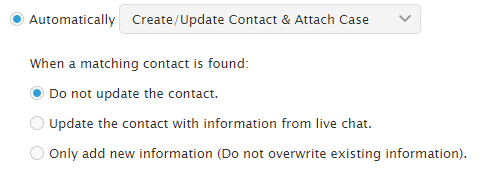 Automatically Create/Update Contact & Attach Case
When a matching contact is found:
Do not update the contact.
Update the contact with information from live chat.
Only add new information (Do not overwrite existing information).